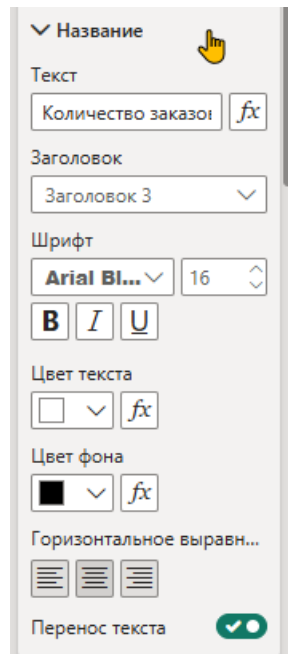 Название
Текст
Количество заказов fx
Заголовок
Заголовок 3
Шрифт
Arial Bl... 16
B I U
Цвет текста
fx
Цвет фона
fx
Горизонтальное выравн...
Перенос текста